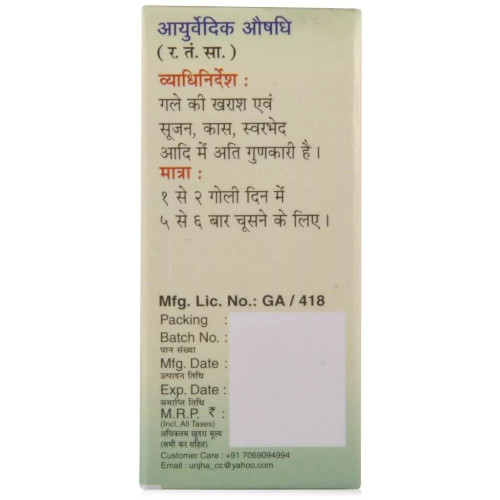 आयुर्वेदिक औषधि
( र. तं. सा. )
व्याधिनिर्देश :
गले की खराश एवं
सूजन, कास, स्वरभेद
आदि में अति गुणकारी है ।
मात्रा :
१ से २ गोली दिन में
५ से ६ बार चूसने के लिए ।
Mfg. Lic. No.: GA / 418
Packing :
Batch No. :
घान संख्या
Mfg. Date :
उत्पादन तिथि
Exp. Date :
समाप्ति तिथि
M.R.P. ₹ :
(Incl. All Taxes)
अधिकतम खुदरा मूल्य
(सभी कर सहित)
Customer Care : +91 7069094994
Email : unjha_cc@yahoo.com